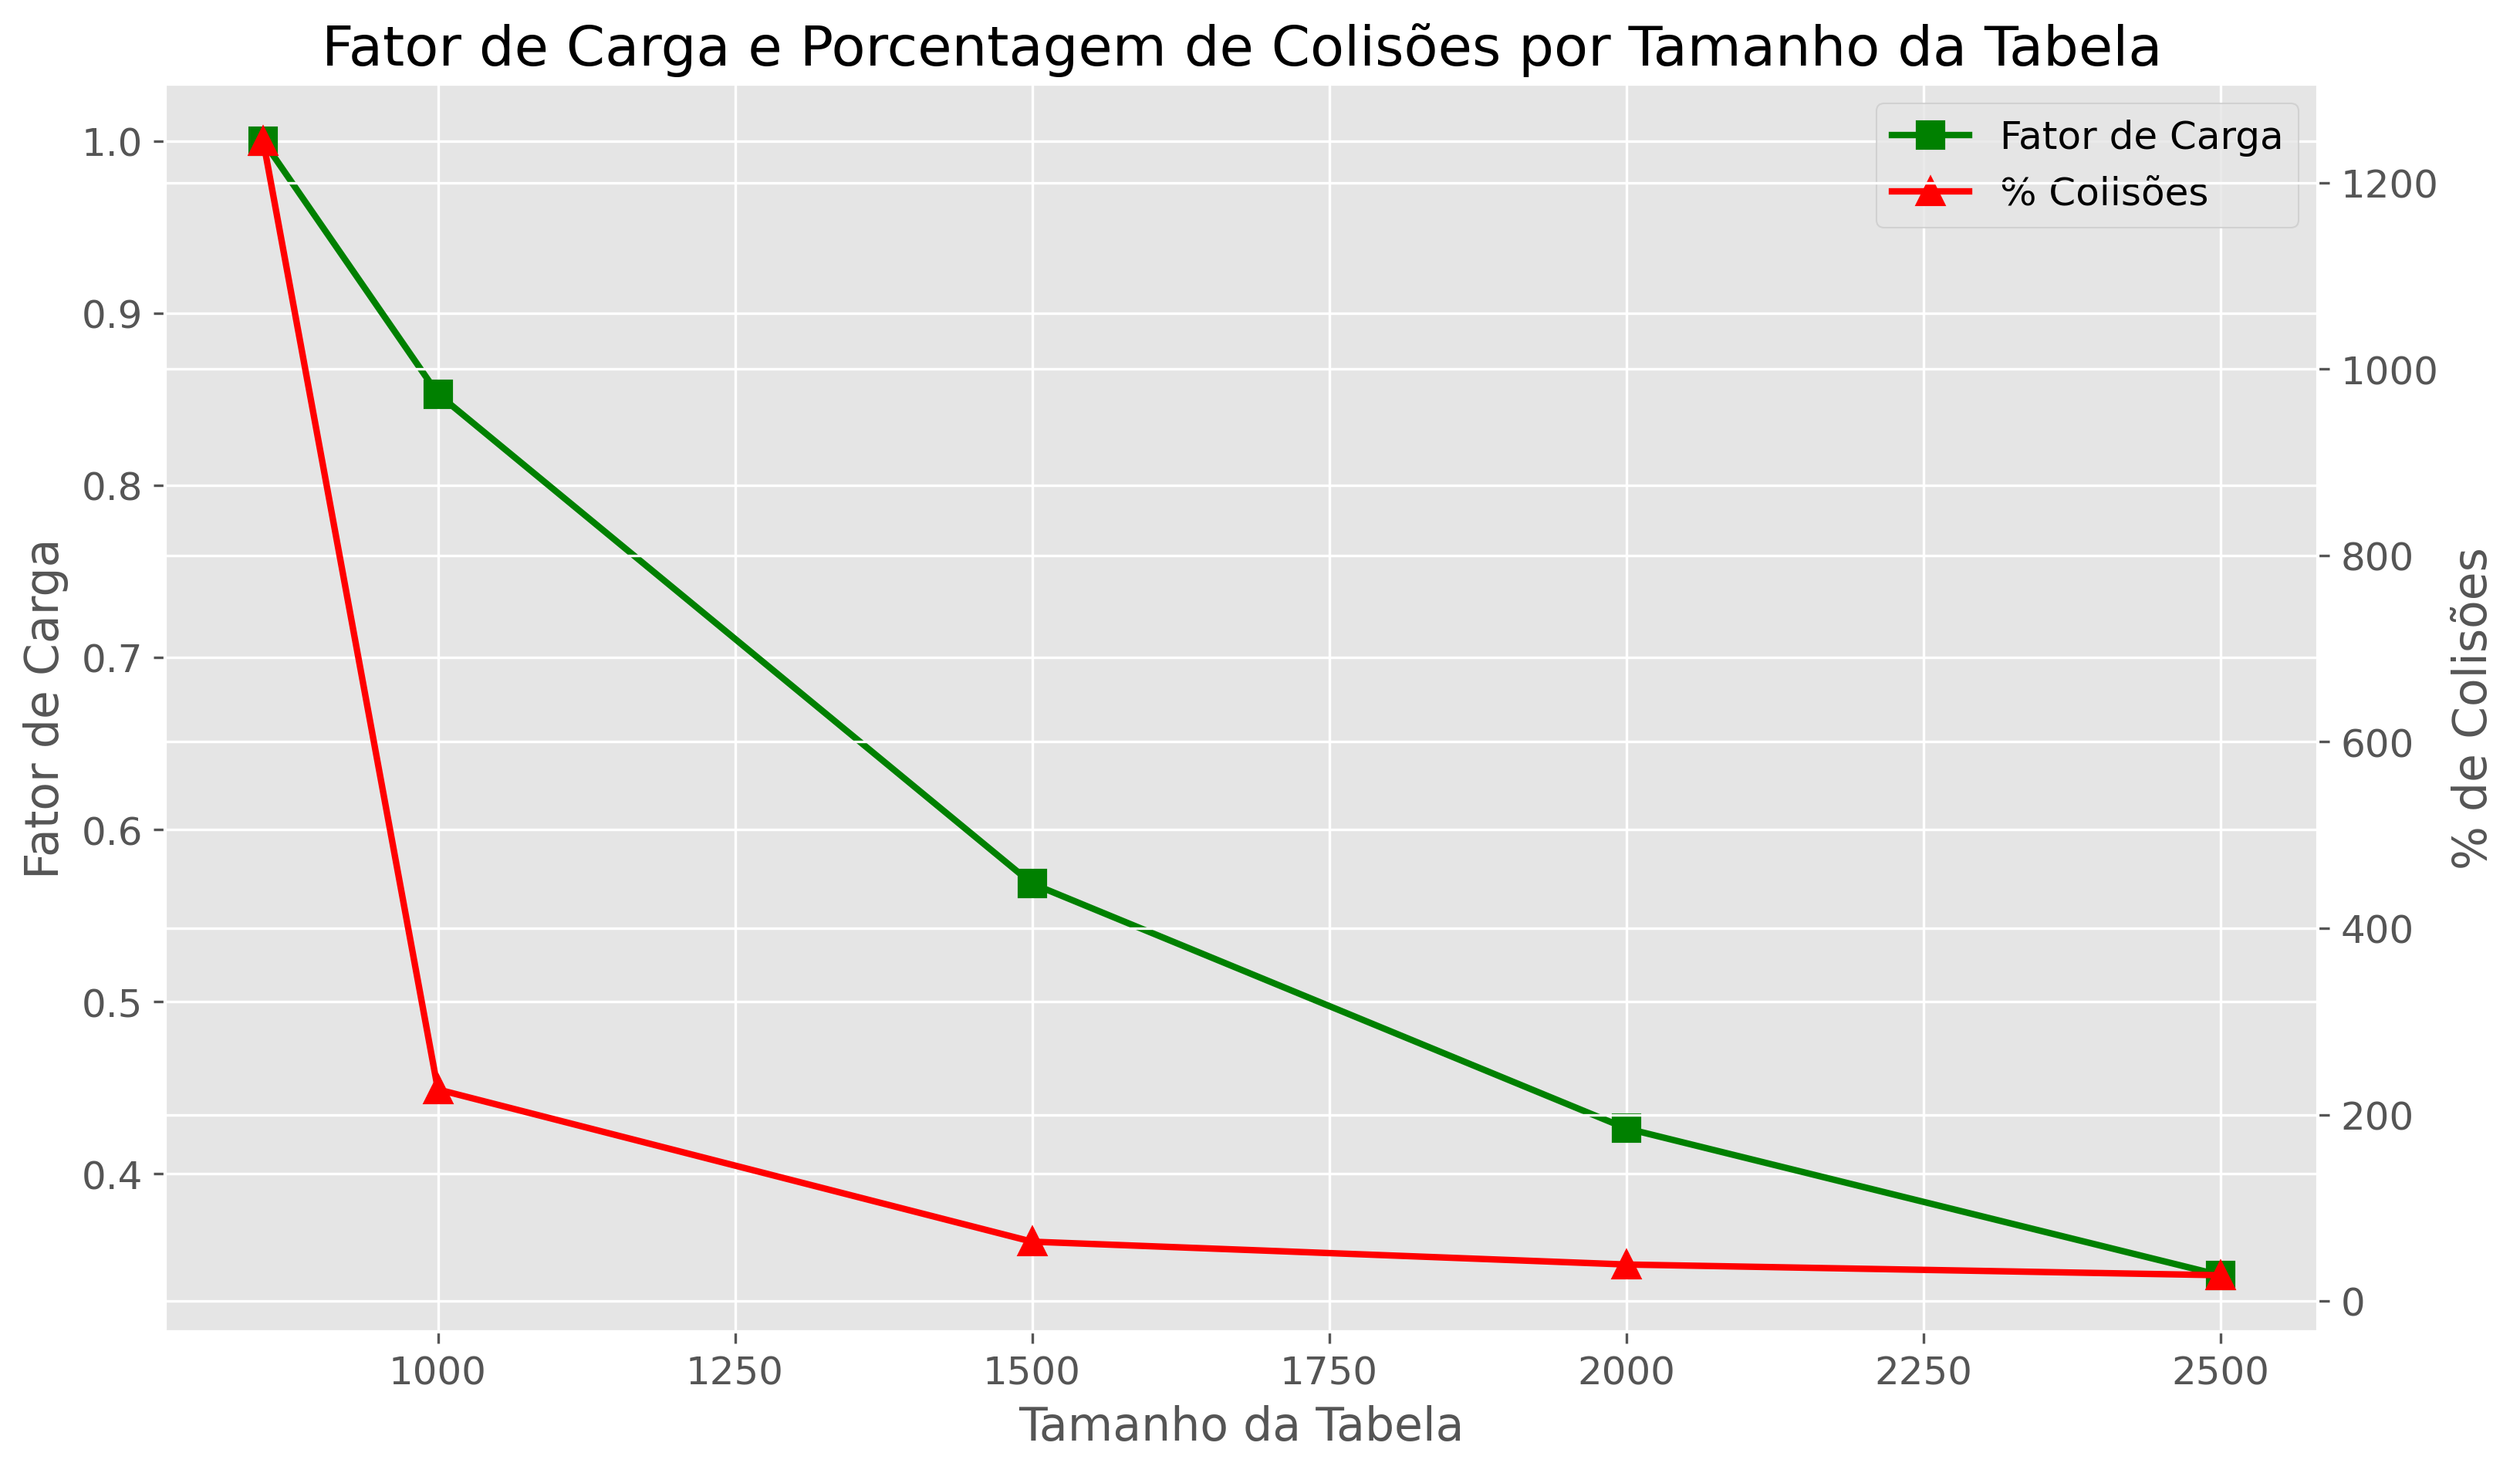 Fator de Carga e Porcentagem de Colisões por Tamanho da Tabela
Fator de Carga
% Colisões
1.0
0.9
0.8
0.7
0.6
0.5
0.4
Fator de Carga
1200
1000
800
600
400
200
0
% de Colisões
1000 1250 1500 1750 2000 2250 2500
Tamanho da Tabela